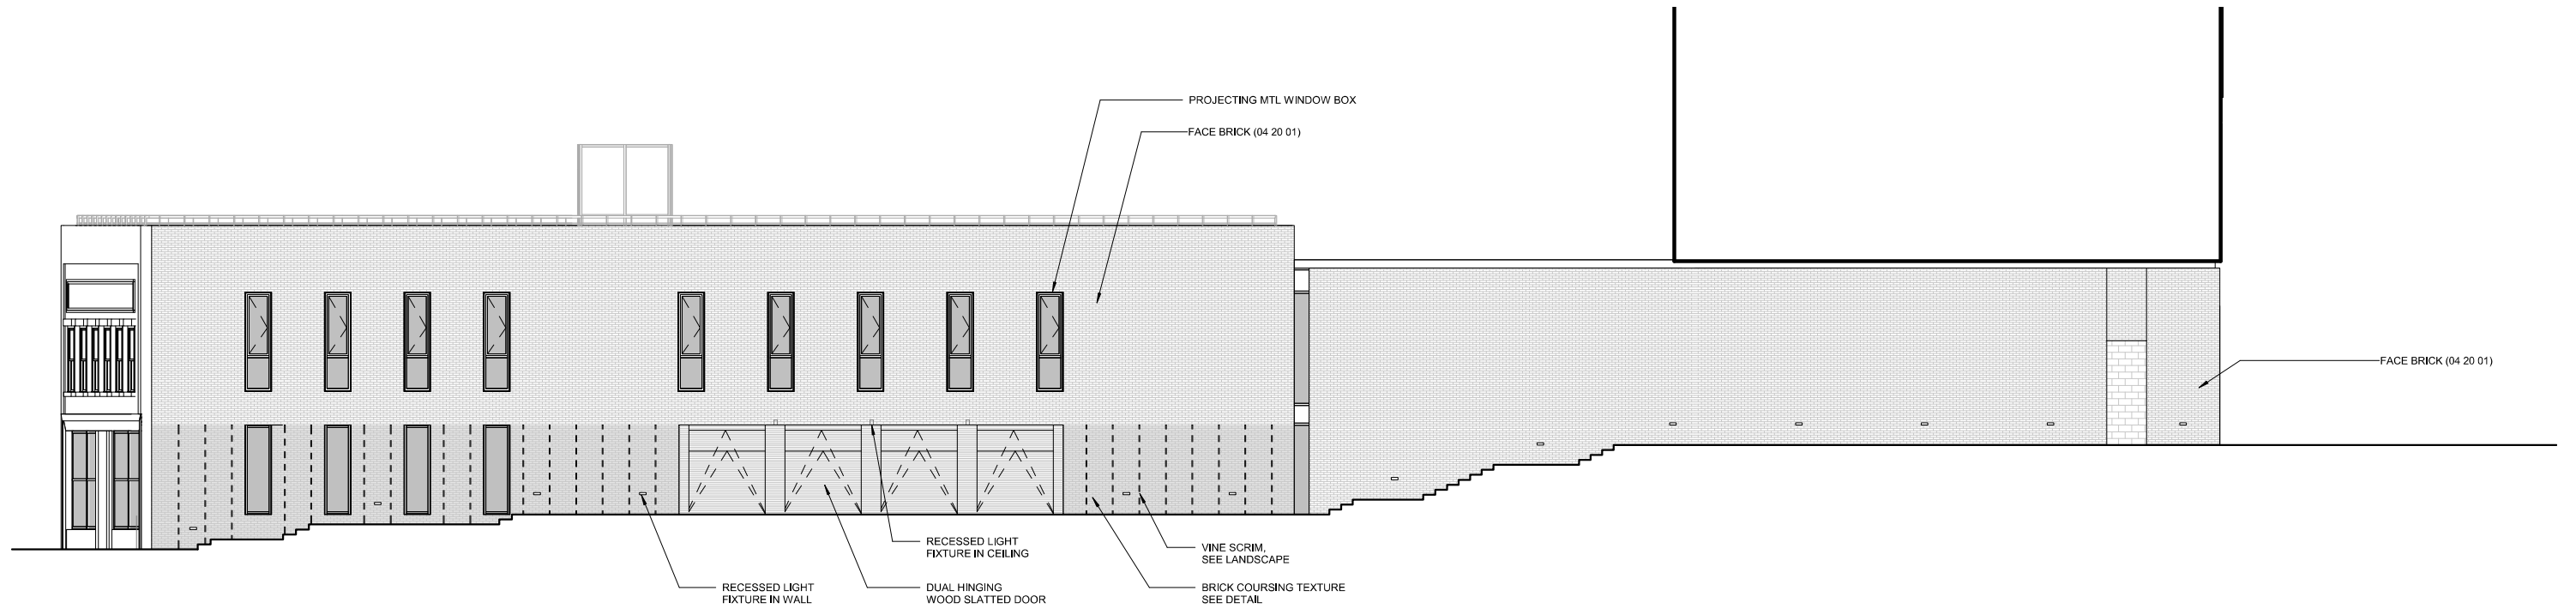 PROJECTING MTL WINDOW BOX
FACE BRICK (04 20 01)
FACE BRICK (04 20 01)
RECESSED LIGHT
FIXTURE IN CEILING
VINE SCRIM,
SEE LANDSCAPE
RECESSED LIGHT
FIXTURE IN WALL
DUAL HINGING
WOOD SLATTED DOOR
BRICK COURSING TEXTURE
SEE DETAIL